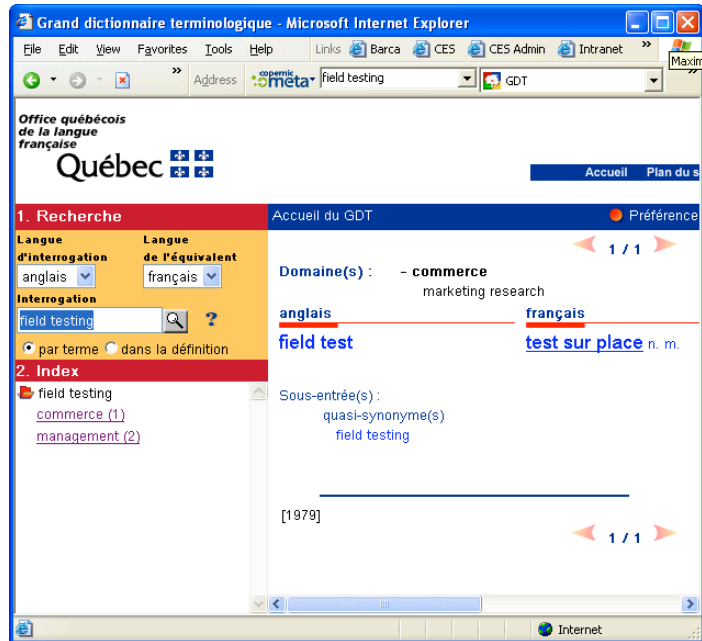 Grand dictionnaire terminologique - Microsoft Internet Explorer
File Edit View Favorites Tools Help Links Barca CES CES Admin Intranet »
» Address copernic meta field testing GDT »
Maxim
Office québécois
de la langue
française
Québec
Accueil Plan du s
1. Recherche
Accueil du GDT Préférence
Langue d'interrogation
anglais
Langue de l'équivalent
français
Interrogation
field testing ?
par terme dans la définition
2. Index
field testing
commerce (1)
management (2)
1 / 1
Domaine(s) : - commerce
marketing research
anglais français
field test test sur place n. m.
Sous-entrée(s) :
quasi-synonyme(s)
field testing
[1979]
1 / 1
Internet